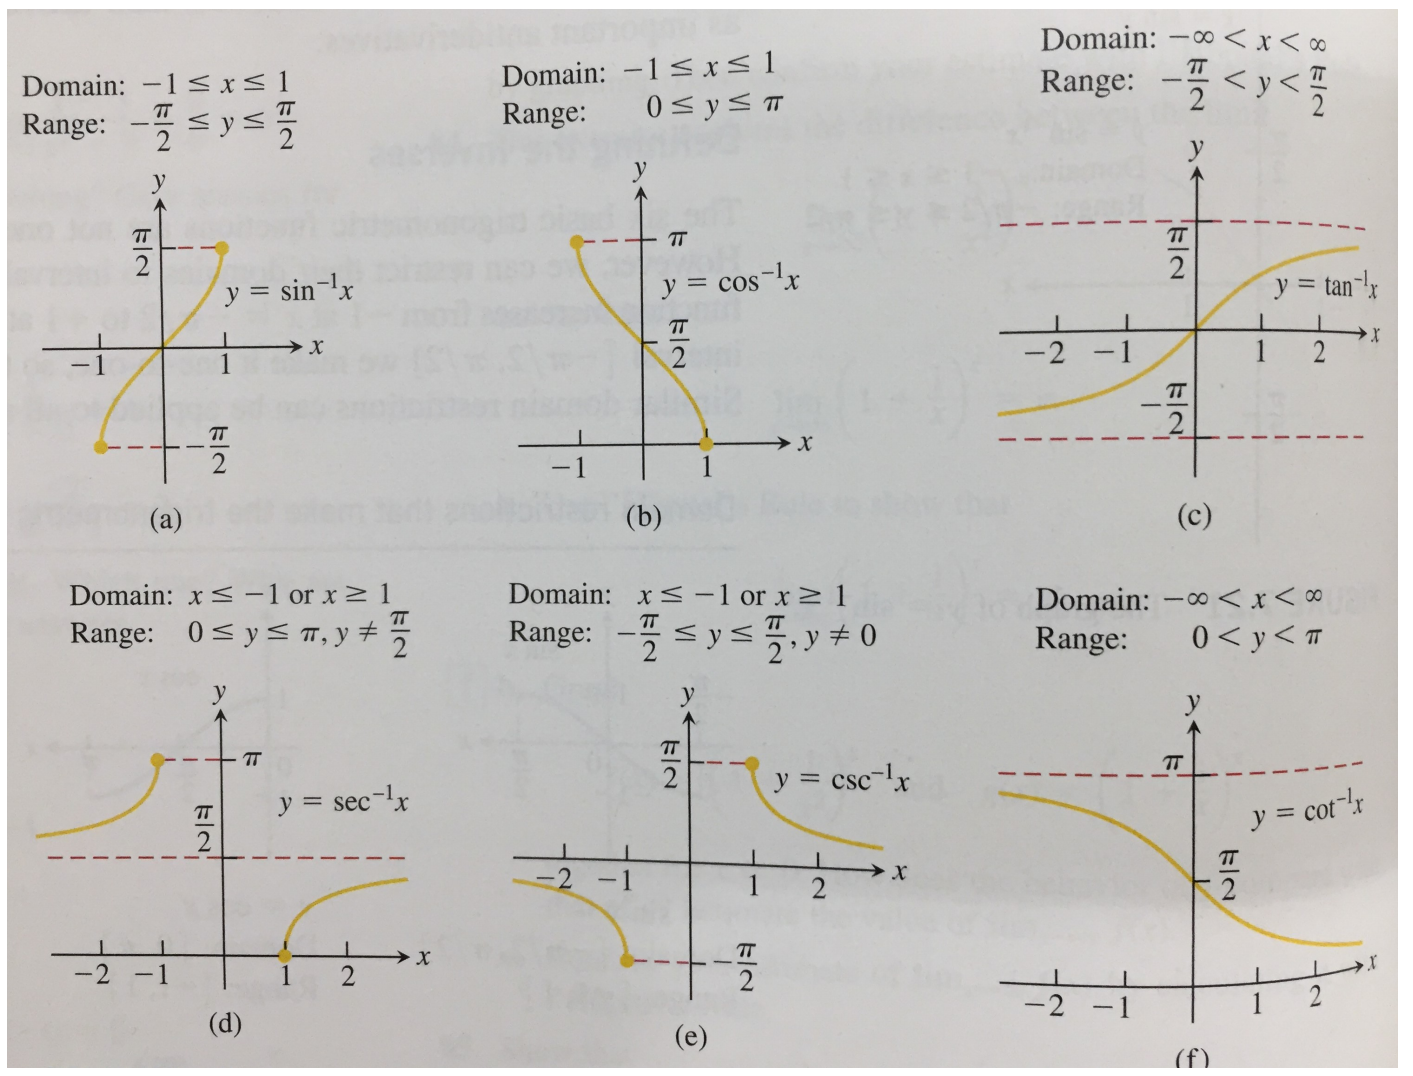 Domain: −1 ≤ x ≤ 1
Range: −π/2 ≤ y ≤ π/2
y
π/2
y = sin⁻¹x
−1
1
x
−π/2
(a)
Domain: −1 ≤ x ≤ 1
Range: 0 ≤ y ≤ π
y
π
y = cos⁻¹x
π/2
−1
1
x
(b)
Domain: −∞ < x < ∞
Range: −π/2 < y < π/2
y
π/2
y = tan⁻¹x
−2 −1
1 2
x
−π/2
(c)
Domain: x ≤ −1 or x ≥ 1
Range: 0 ≤ y ≤ π, y ≠ π/2
y
π
y = sec⁻¹x
π/2
−2 −1
1 2
x
(d)
Domain: x ≤ −1 or x ≥ 1
Range: −π/2 ≤ y ≤ π/2, y ≠ 0
y
π/2
y = csc⁻¹x
−2 −1
1 2
x
−π/2
(e)
Domain: −∞ < x < ∞
Range: 0 < y < π
y
π
y = cot⁻¹x
π/2
−2 −1
1 2
x
(f)